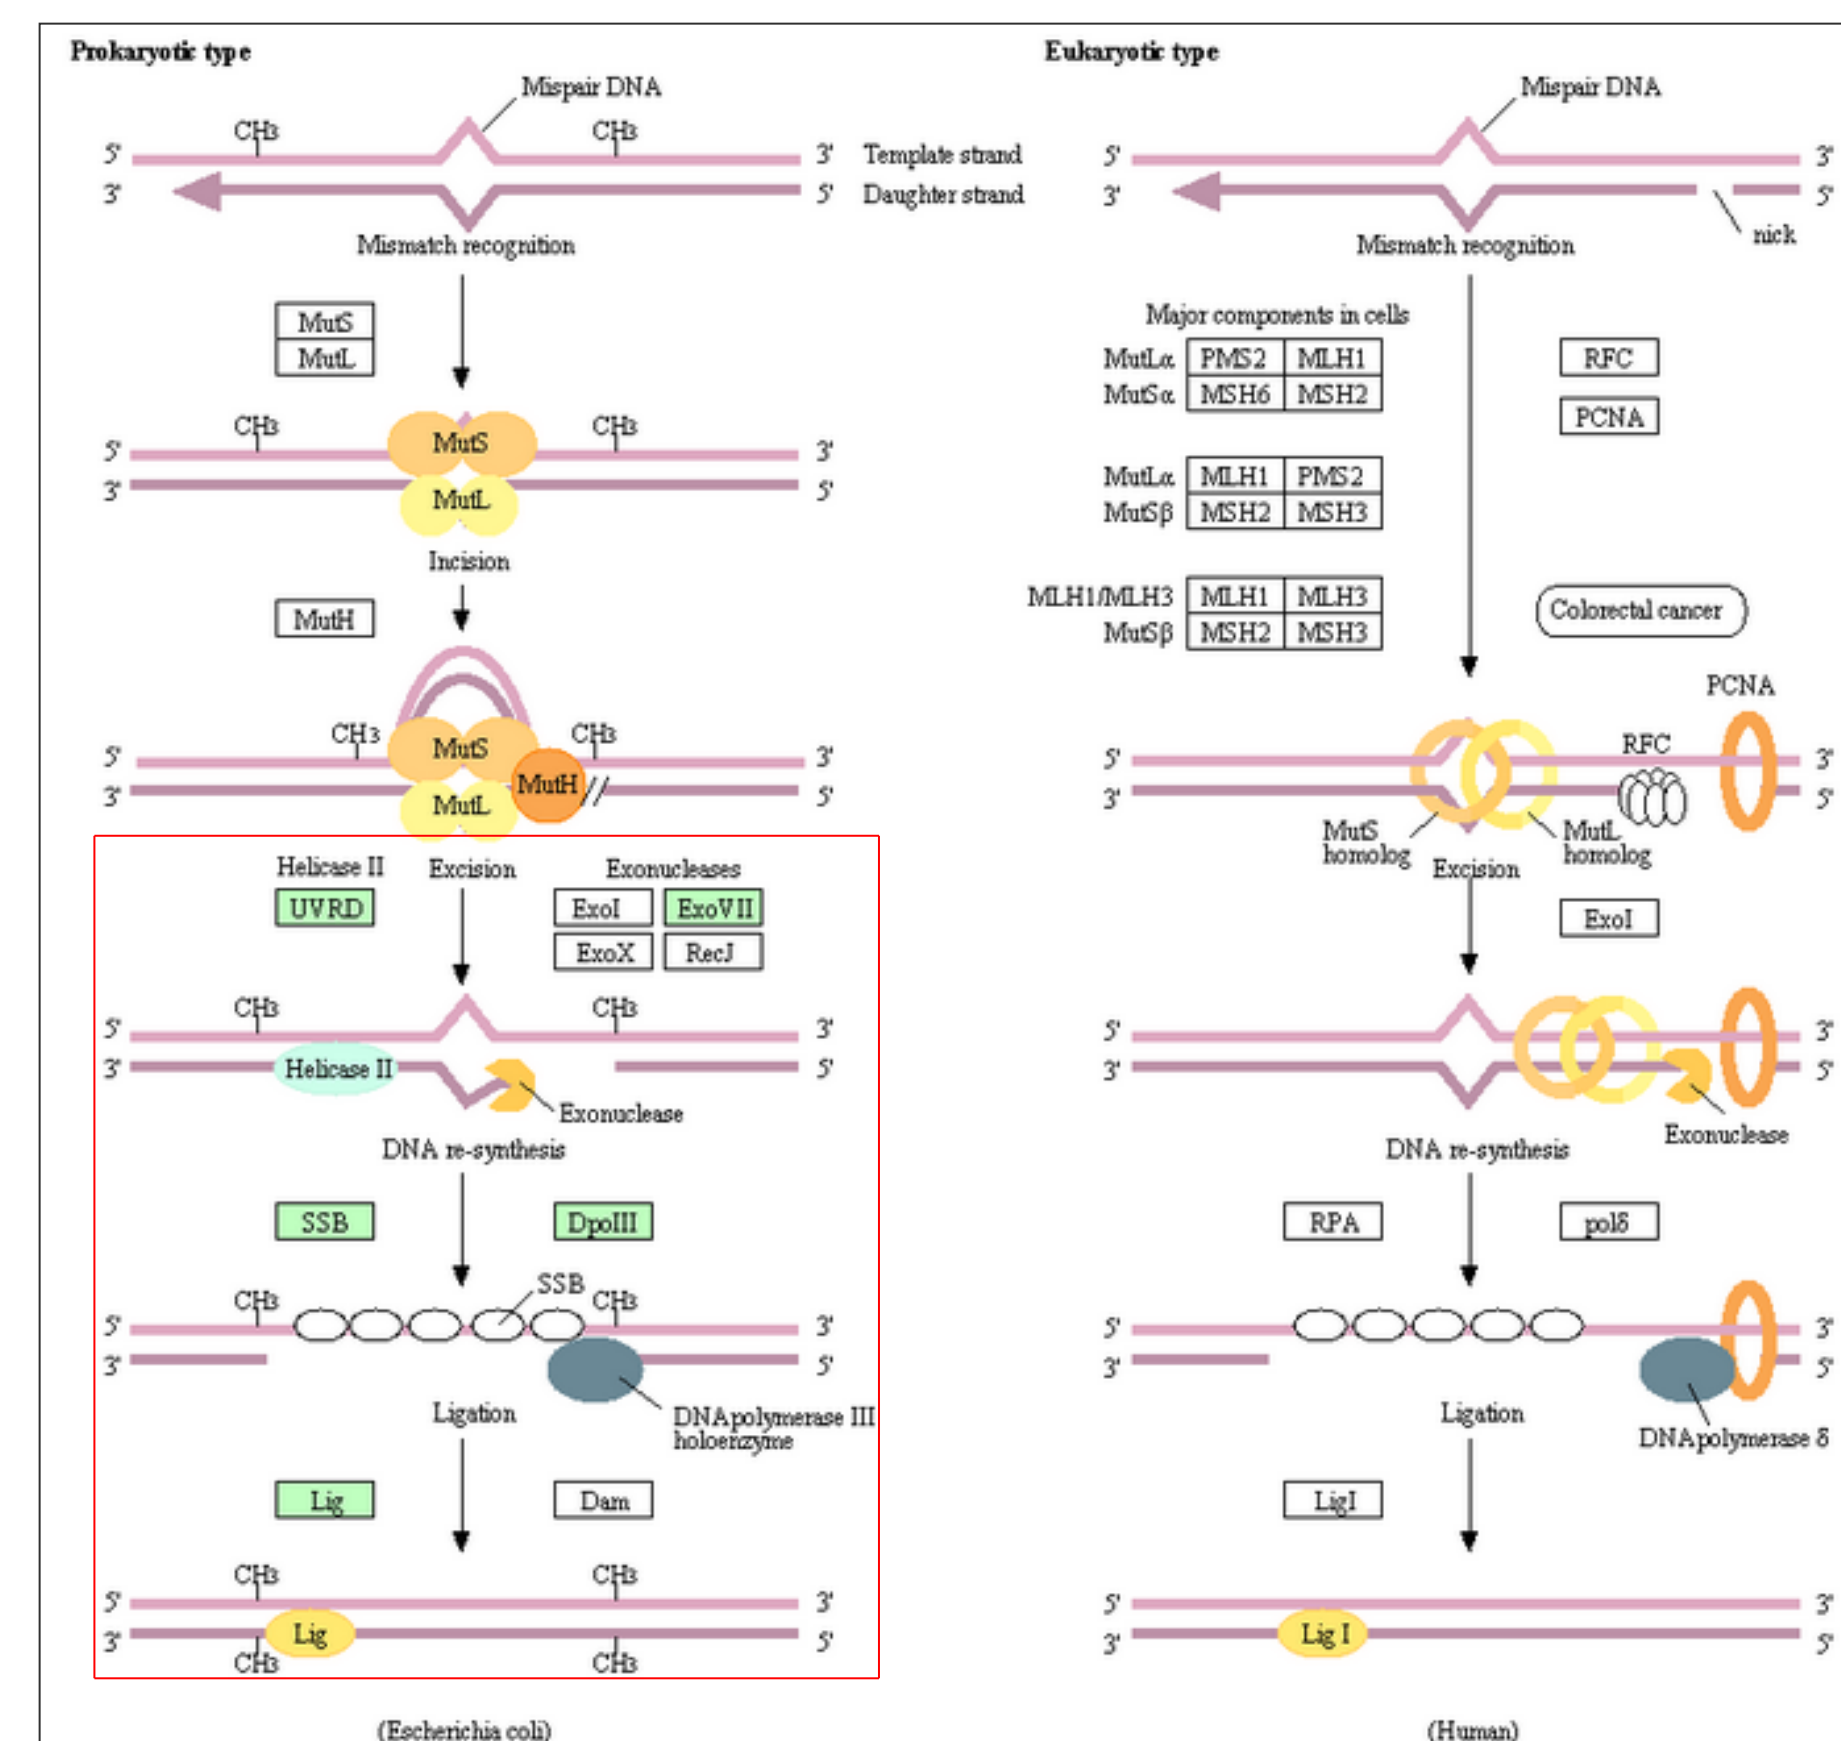 Prokaryotic type
Mispair DNA
CH3
CH3
5'
3'
Template strand
3'
5'
Daughter strand
Mismatch recognition
MutS
MutL
CH3
CH3
5'
MutS
3'
3'
MutL
5'
Incision
MutH
CH3
CH3
5'
MutS
3'
3'
MutL
MutH
5'
Helicase II
Excision
Exonucleases
UVRD
ExoI
ExoVII
ExoX
RecJ
CH3
CH3
5'
3'
3'
Helicase II
5'
Exonuclease
DNA re-synthesis
SSB
DpoIII
SSB
CH3
CH3
5'
3'
3'
5'
Ligation
DNA polymerase III
holoenzyme
Lig
Dam
CH3
CH3
5'
3'
3'
Lig
5'
CH3
CH3
(Escherichia coli)
Eukaryotic type
Mispair DNA
5'
3'
3'
5'
nick
Mismatch recognition
Major components in cells
MutLα PMS2 MLH1
MutSα MSH6 MSH2
RFC
PCNA
MutLα MLH1 PMS2
MutSβ MSH2 MSH3
MLH1/MLH3 MLH1 MLH3
MutSβ MSH2 MSH3
Colorectal cancer
PCNA
RFC
5'
3'
3'
5'
MutS
homolog
MutL
homolog
Excision
ExoI
5'
3'
3'
5'
Exonuclease
DNA re-synthesis
RPA
polδ
5'
3'
3'
5'
Ligation
DNA polymerase δ
LigI
5'
3'
3'
Lig I
5'
(Human)